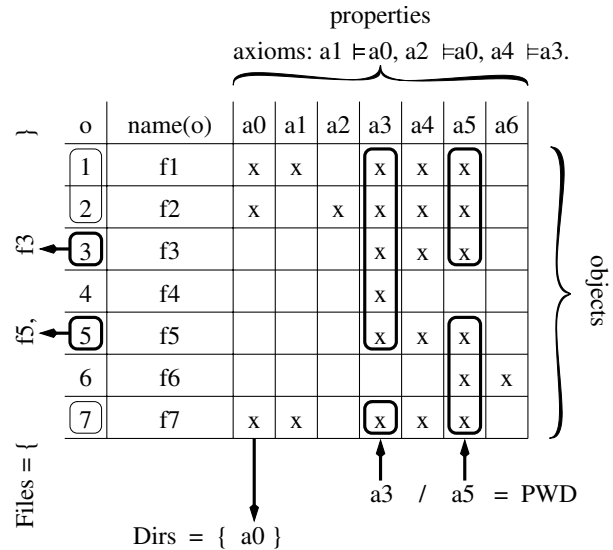 properties
axioms: a1 ⊨a0, a2 ⊨a0, a4 ⊨a3.
o name(o) a0 a1 a2 a3 a4 a5 a6
1 f1 x x x x x
2 f2 x x x x x
3 f3 x x x
4 f4 x
5 f5 x x x
6 f6 x x
7 f7 x x x x x
objects
Files = { f5, f3 }
a3 / a5 = PWD
Dirs = { a0 }